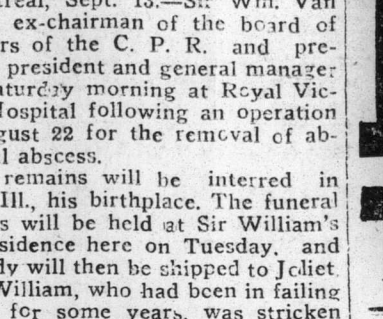 treal, Sept. 13.—Sir Wm. Van
ex-chairman of the board of
rs of the C. P. R. and pre-
president and general manager
aturday morning at Royal Vic-
Hospital following an operation
gust 22 for the removal of ab-
l abscess.
remains will be interred in
Ill., his birthplace. The funeral
s will be held at Sir William's
sidence here on Tuesday, and
dy will then be shipped to Joliet.
William, who had been in failing
for some years, was stricken